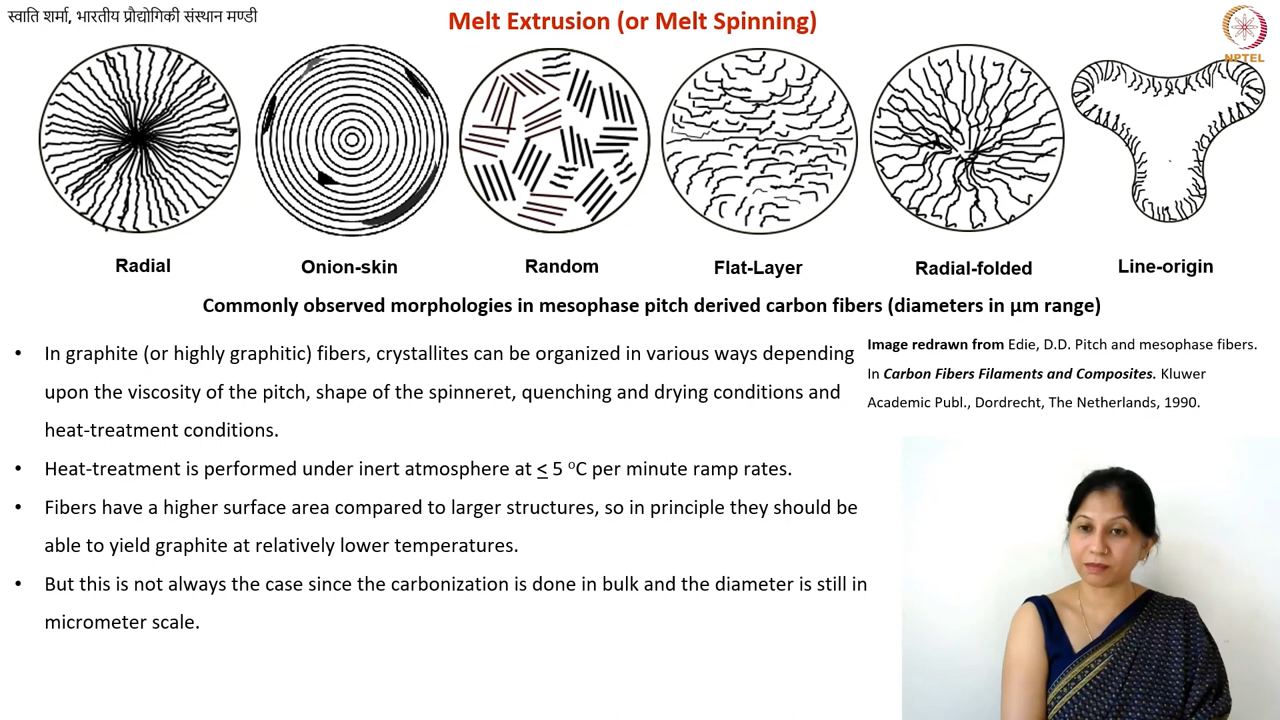 स्वाति शर्मा, भारतीय प्रौद्योगिकी संस्थान मण्डी
Melt Extrusion (or Melt Spinning)
NPTEL
Radial
Onion-skin
Random
Flat-Layer
Radial-folded
Line-origin
Commonly observed morphologies in mesophase pitch derived carbon fibers (diameters in µm range)
• In graphite (or highly graphitic) fibers, crystallites can be organized in various ways depending
upon the viscosity of the pitch, shape of the spinneret, quenching and drying conditions and
heat-treatment conditions.
• Heat-treatment is performed under inert atmosphere at < 5 °C per minute ramp rates.
• Fibers have a higher surface area compared to larger structures, so in principle they should be
able to yield graphite at relatively lower temperatures.
• But this is not always the case since the carbonization is done in bulk and the diameter is still in
micrometer scale.
Image redrawn from Edie, D.D. Pitch and mesophase fibers.
In Carbon Fibers Filaments and Composites. Kluwer
Academic Publ., Dordrecht, The Netherlands, 1990.